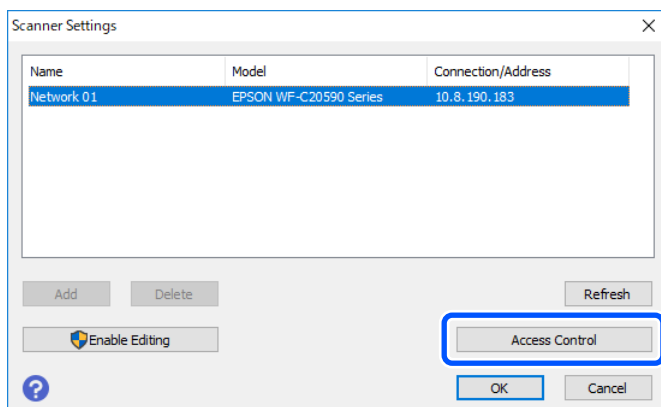 Scanner Settings
Name Model Connection/Address
Network 01 EPSON WF-C20590 Series 10.8.190.183
Add Delete Refresh
Enable Editing Access Control
? OK Cancel